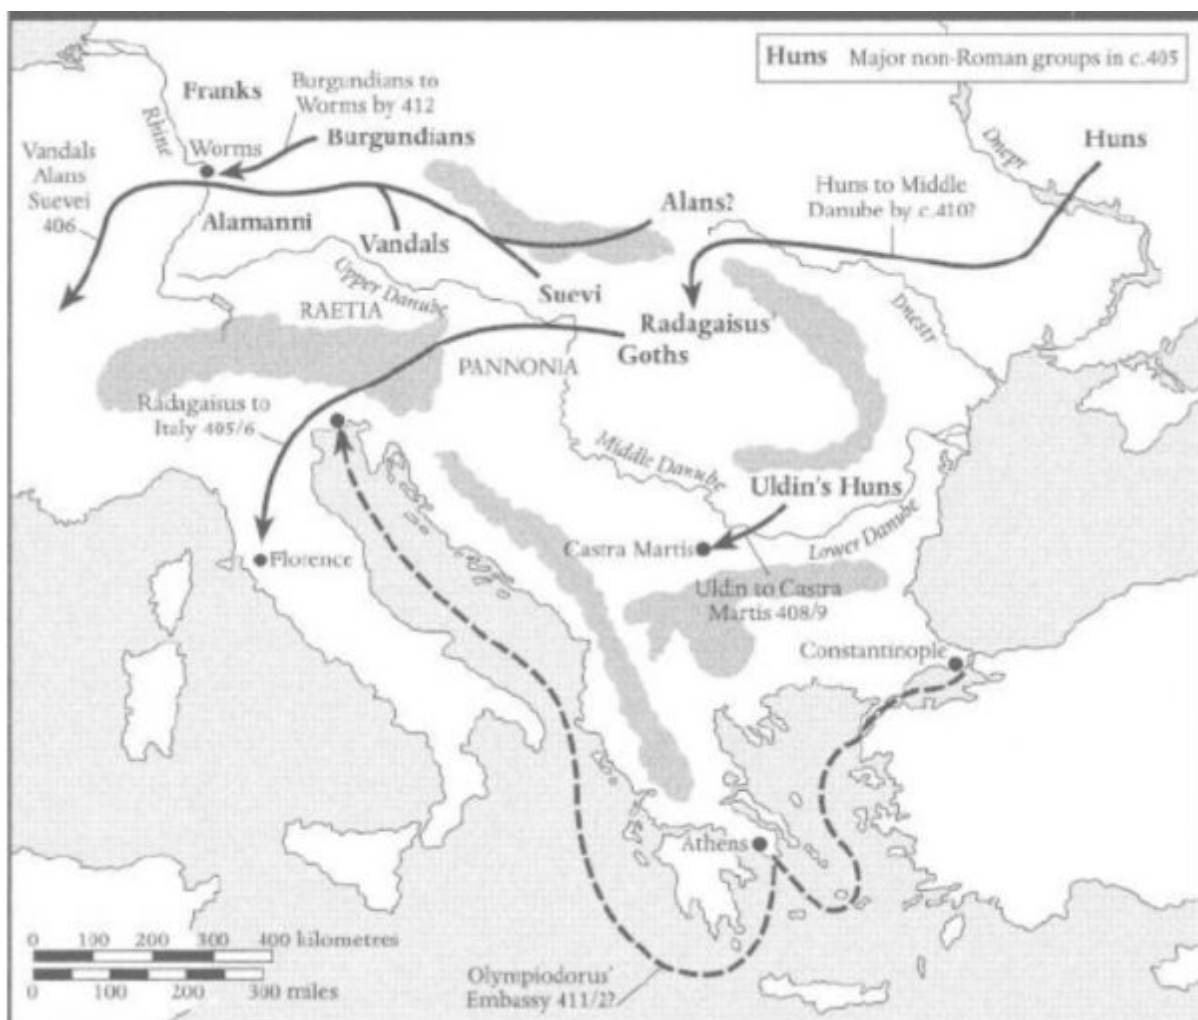 Huns Major non-Roman groups in c.405
Franks
Burgundians to
Worms by 412
Rhine
Burgundians
Worms
Vandals
Alans
Suevei
406
Dnepr
Huns
Huns to Middle
Danube by c.410?
Alans?
Alamanni
Vandals
Upper Danube
Suevi
RAETIA
Radagaisus'
Goths
Dnestr
PANNONIA
Radagaisus to
Italy 405/6
Middle Danube
Uldin's Huns
Castra Martis
Lower Danube
Florence
Uldin to Castra
Martis 408/9
Constantinople
Athens
0 100 200 300 400 kilometres
0 100 200 300 miles
Olympiodorus'
Embassy 411/2?